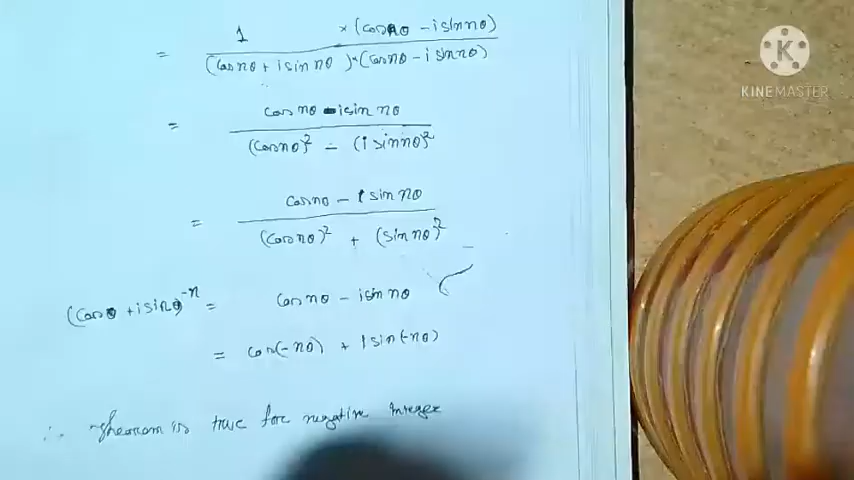 = 1 × (cos nθ – i sin nθ) / (cos nθ + i sin nθ) × (cos nθ – i sin nθ)
= cos nθ – i sin nθ / (cos nθ)² – (i sin nθ)²
= cos nθ – i sin nθ / (cos nθ)² + (sin nθ)²
(cos θ + i sin θ)⁻ⁿ = cos nθ – i sin nθ
= cos(-nθ) + i sin(-nθ)
∴ Theoram is true for negative integer
K
KINEMASTER